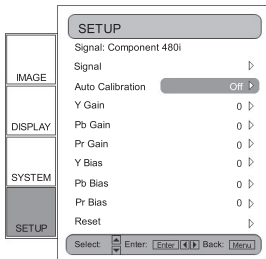 SETUP
Signal: Component 480i
Signal
Auto Calibration Off
Y Gain 0
Pb Gain 0
Pr Gain 0
Y Bias 0
Pb Bias 0
Pr Bias 0
Reset
Select: Enter: Enter Back: Menu
IMAGE
DISPLAY
SYSTEM
SETUP